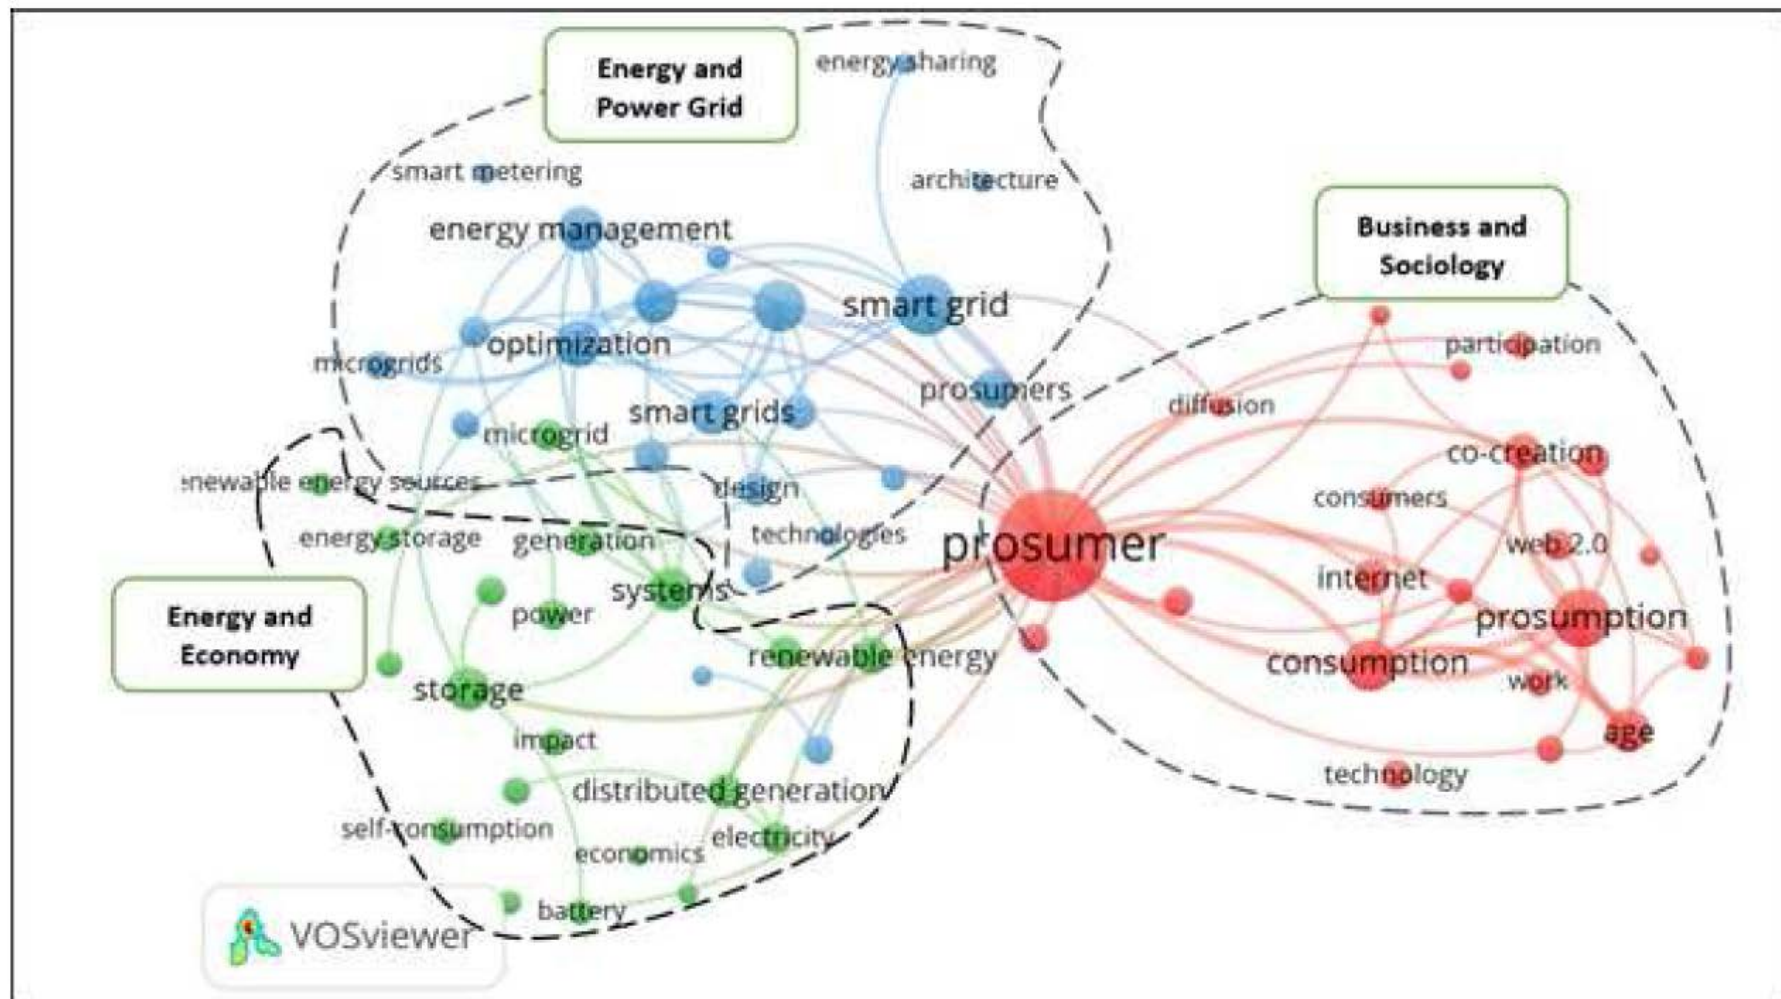 Energy and
Power Grid
energy sharing
smart metering
architecture
energy management
Business and
Sociology
smart grid
optimization
participation
microgrids
prosumers
diffusion
smart grids
microgrid
co-creation
enewable energy sources
design
consumers
energy storage
generation
technologies
prosumer
web 2.0
internet
systems
power
Energy and
Economy
prosumption
renewable energy
consumption
storage
work
impact
age
technology
distributed generation
self-consumption
electricity
economics
battery
VOSviewer